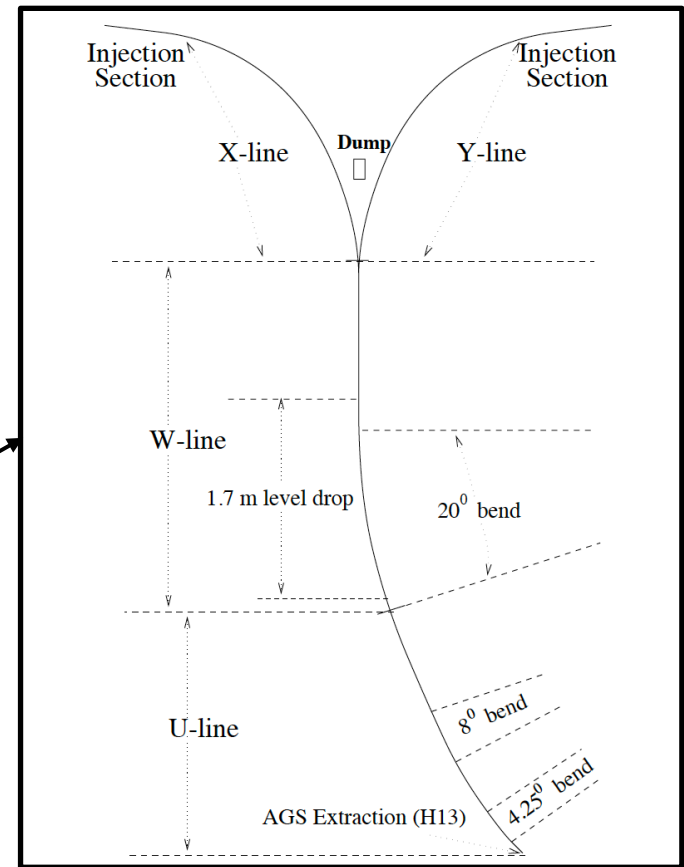 Injection
Section
Injection
Section
Dump
X-line
Y-line
W-line
1.7 m level drop
20⁰ bend
8⁰ bend
U-line
4.25⁰ bend
AGS Extraction (H13)